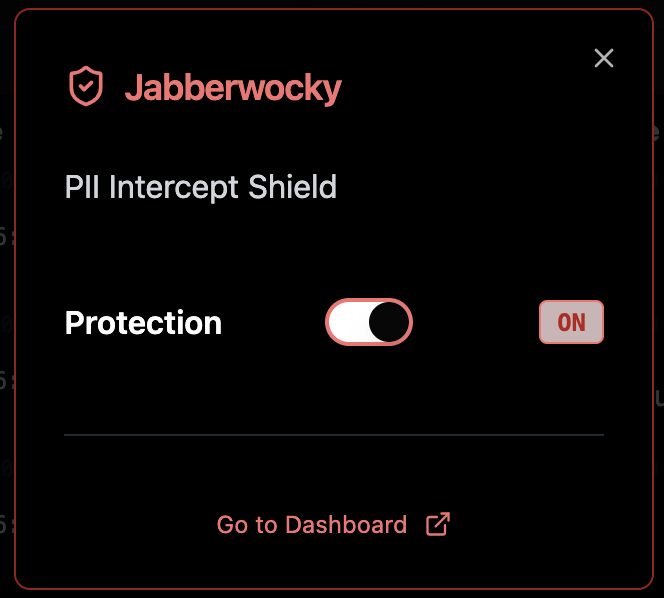 Jabberwocky
PII Intercept Shield
Protection
ON
Go to Dashboard